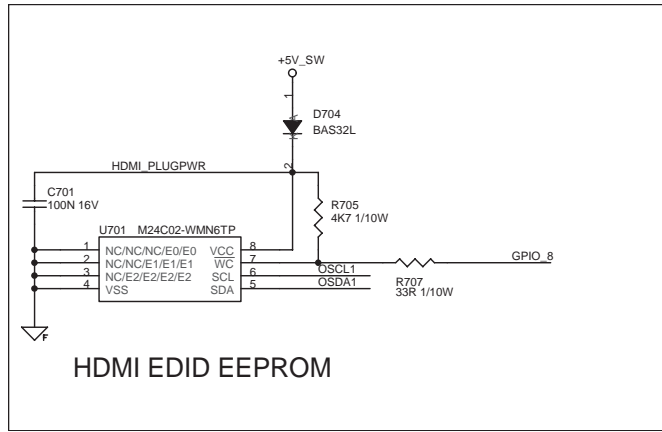 +5V_SW
1
D704
BAS32L
2
HDMI_PLUGPWR
C701
100N 16V
R705
4K7 1/10W
U701 M24C02-WMN6TP
1 NC/NC/NC/E0/E0 VCC 8
2 NC/NC/E1/E1/E1 WC 7
3 NC/E2/E2/E2/E2 SCL 6 OSCL1
4 VSS SDA 5 OSDA1
GPIO_8
R707
33R 1/10W
F
HDMI EDID EEPROM